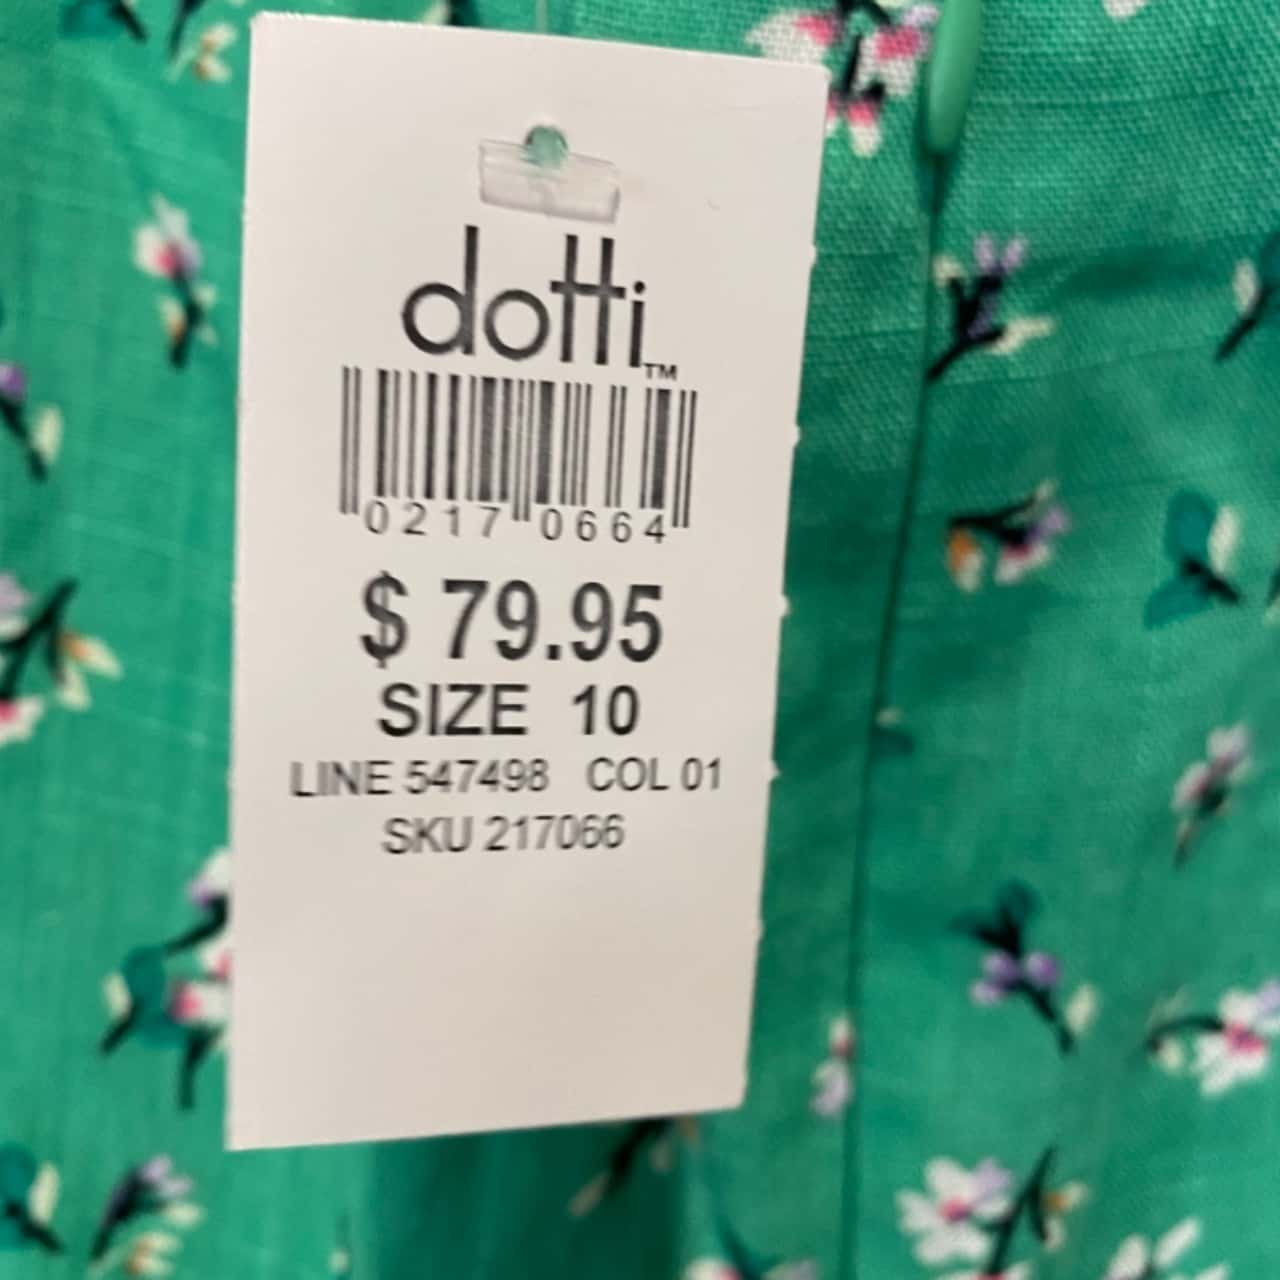 dotti™
0217 0664
$ 79.95
SIZE 10
LINE 547498 COL 01
SKU 217066